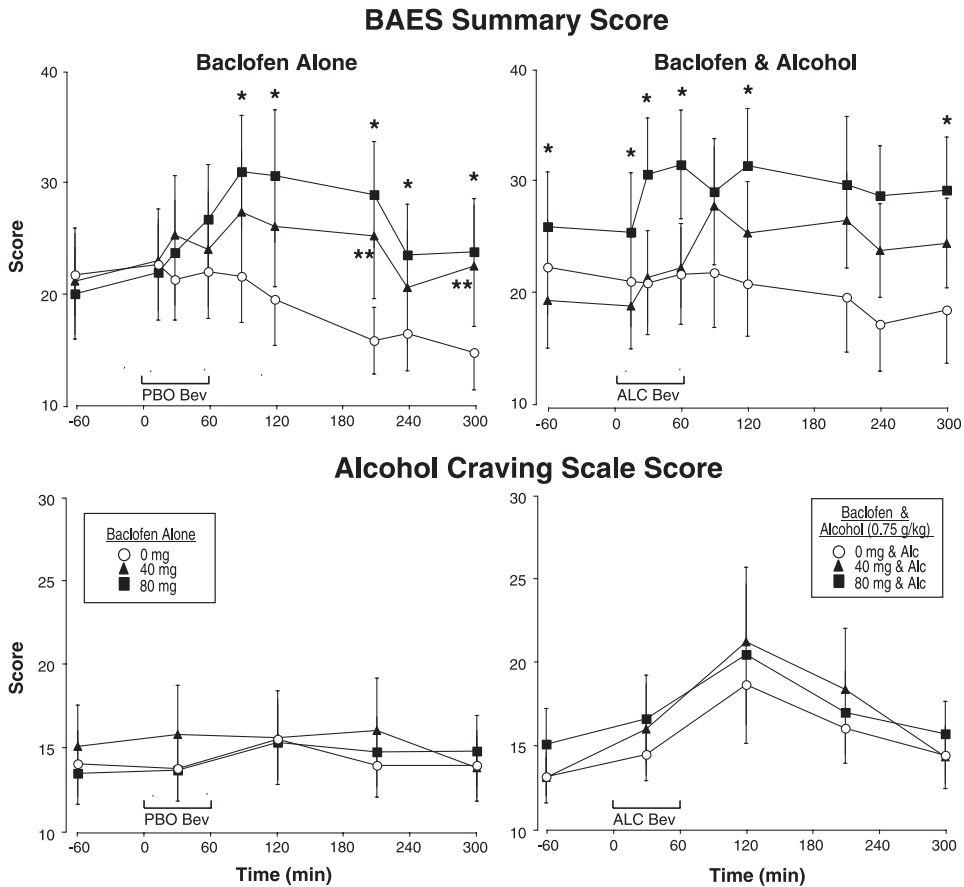 BAES Summary Score
Baclofen Alone
Baclofen & Alcohol
40
30
20
10
Score
* * * * *
** **
PBO Bev
-60 0 60 120 180 240 300
40
30
20
10
* * * * * *
ALC Bev
-60 0 60 120 180 240 300
Alcohol Craving Scale Score
30
25
20
15
10
Score
Baclofen Alone
0 mg
40 mg
80 mg
PBO Bev
-60 0 60 120 180 240 300
Time (min)
30
25
20
15
10
Baclofen &
Alcohol (0.75 g/kg)
0 mg & Alc
40 mg & Alc
80 mg & Alc
ALC Bev
-60 0 60 120 180 240 300
Time (min)